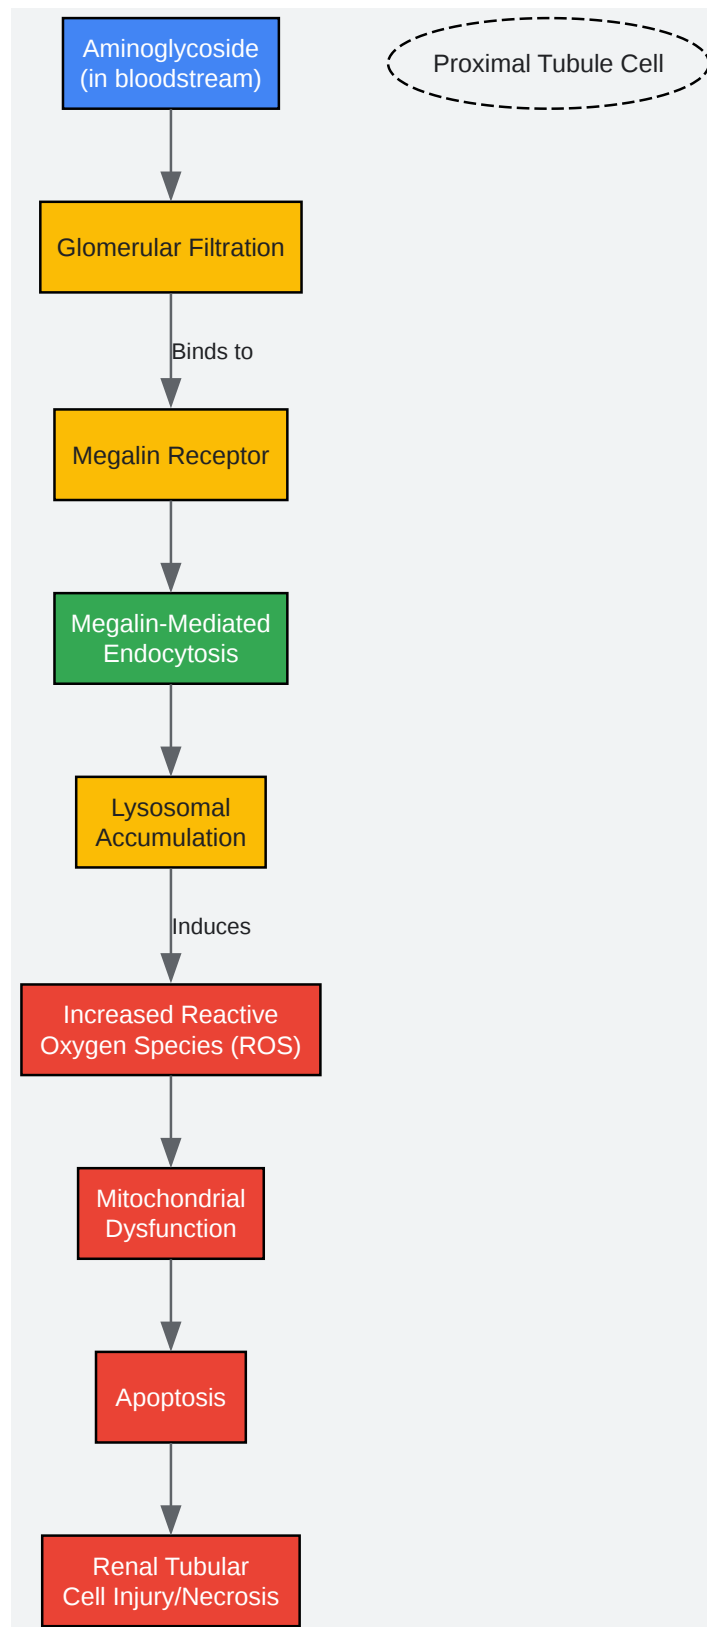 Aminoglycoside
(in bloodstream)
Proximal Tubule Cell
Glomerular Filtration
Binds to
Megalin Receptor
Megalin-Mediated
Endocytosis
Lysosomal
Accumulation
Induces
Increased Reactive
Oxygen Species (ROS)
Mitochondrial
Dysfunction
Apoptosis
Renal Tubular
Cell Injury/Necrosis